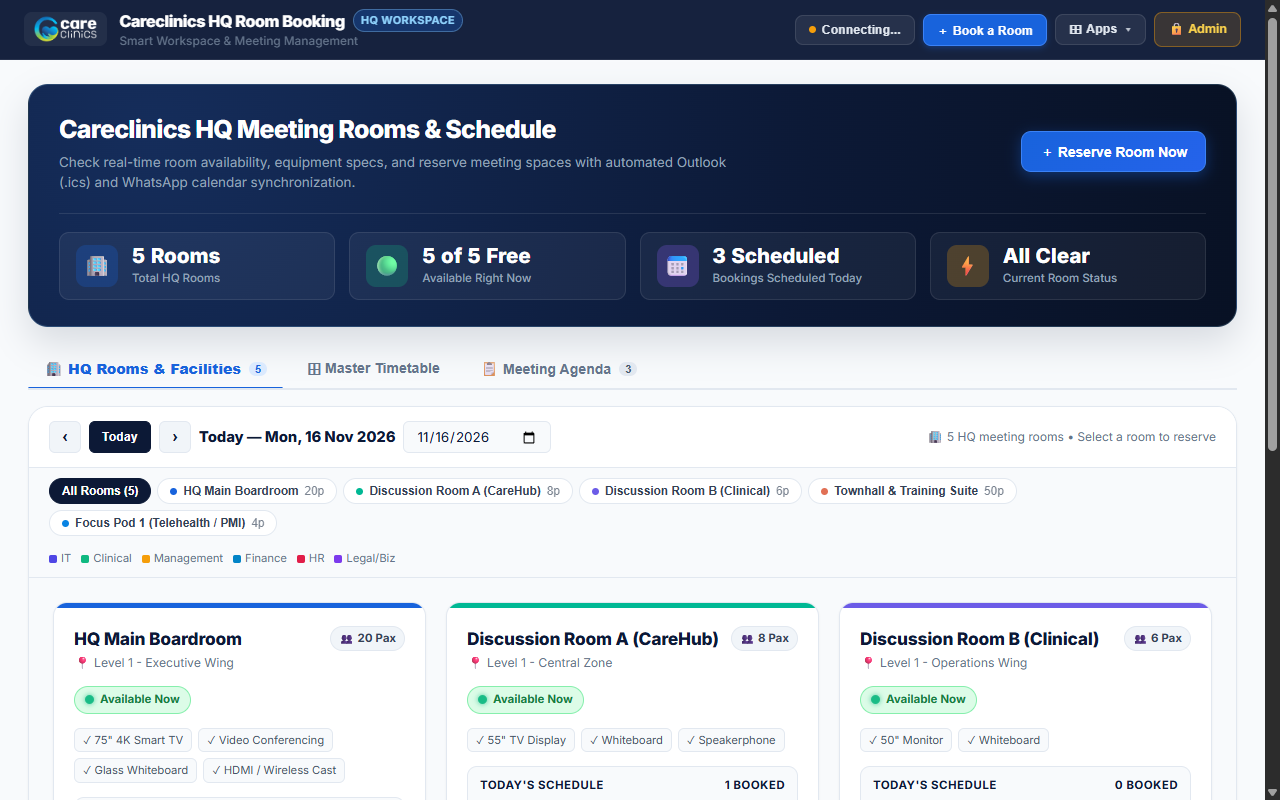 care clinics
Careclinics HQ Room Booking
HQ WORKSPACE
Smart Workspace & Meeting Management
Connecting...
+ Book a Room
Apps
Admin
Careclinics HQ Meeting Rooms & Schedule
Check real-time room availability, equipment specs, and reserve meeting spaces with automated Outlook
(.ics) and WhatsApp calendar synchronization.
+ Reserve Room Now
5 Rooms
Total HQ Rooms
5 of 5 Free
Available Right Now
3 Scheduled
Bookings Scheduled Today
All Clear
Current Room Status
HQ Rooms & Facilities 5
Master Timetable
Meeting Agenda 3
‹
Today
›
Today — Mon, 16 Nov 2026
11/16/2026
5 HQ meeting rooms • Select a room to reserve
All Rooms (5)
HQ Main Boardroom 20p
Discussion Room A (CareHub) 8p
Discussion Room B (Clinical) 6p
Townhall & Training Suite 50p
Focus Pod 1 (Telehealth / PMI) 4p
IT
Clinical
Management
Finance
HR
Legal/Biz
HQ Main Boardroom
20 Pax
Level 1 - Executive Wing
Available Now
✓ 75" 4K Smart TV
✓ Video Conferencing
✓ Glass Whiteboard
✓ HDMI / Wireless Cast
Discussion Room A (CareHub)
8 Pax
Level 1 - Central Zone
Available Now
✓ 55" TV Display
✓ Whiteboard
✓ Speakerphone
TODAY'S SCHEDULE
1 BOOKED
Discussion Room B (Clinical)
6 Pax
Level 1 - Operations Wing
Available Now
✓ 50" Monitor
✓ Whiteboard
TODAY'S SCHEDULE
0 BOOKED